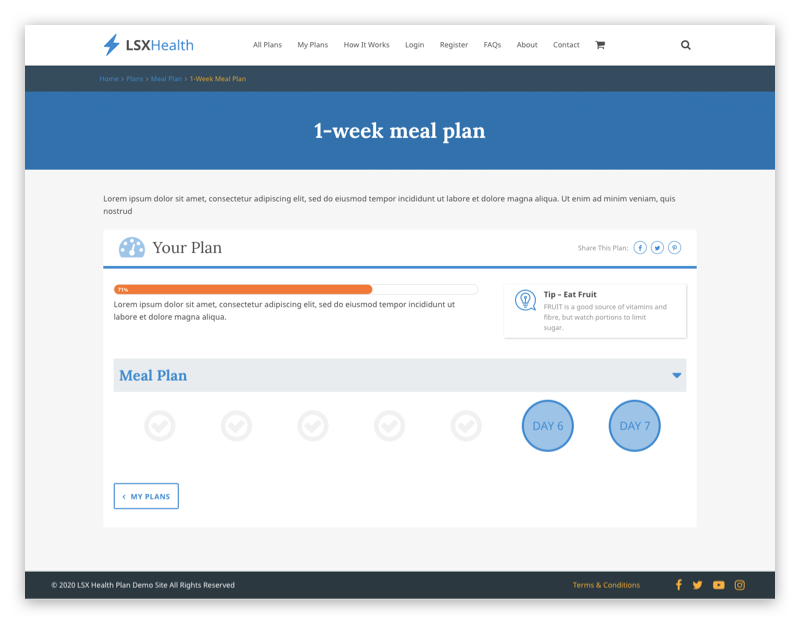 LSXHealth
All Plans My Plans How It Works Login Register FAQs About Contact
Home > Plans > Meal Plan > 1-Week Meal Plan
1-week meal plan
Lorem ipsum dolor sit amet, consectetur adipiscing elit, sed do eiusmod tempor incididunt ut labore et dolore magna aliqua. Ut enim ad minim veniam, quis
nostrud
Your Plan
Share This Plan:
71%
Lorem ipsum dolor sit amet, consectetur adipiscing elit, sed do eiusmod tempor incididunt ut
labore et dolore magna aliqua.
Tip – Eat Fruit
FRUIT is a good source of vitamins and
fibre, but watch portions to limit
sugar.
Meal Plan
DAY 6 DAY 7
‹ MY PLANS
© 2020 LSX Health Plan Demo Site All Rights Reserved
Terms & Conditions